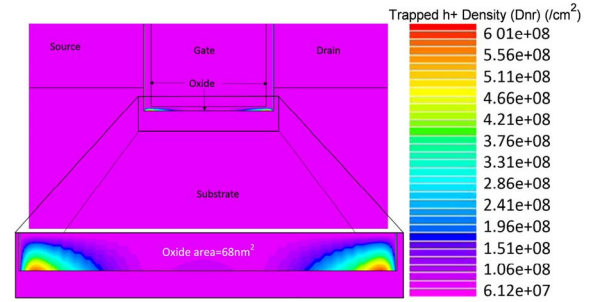 Trapped h+ Density (Dnr) (/cm²)
Source
Gate
Drain
Oxide
Substrate
Oxide area=68nm²
6 01e+08
5.56e+08
5.11e+08
4.66e+08
4.21e+08
3.76e+08
3.31e+08
2.86e+08
2.41e+08
1.96e+08
1.51e+08
1.06e+08
6.12e+07